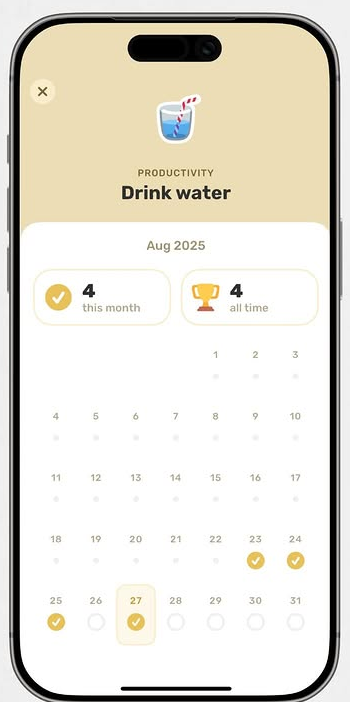 PRODUCTIVITY
Drink water
Aug 2025
4
this month
4
all time
1 2 3
4 5 6 7 8 9 10
11 12 13 14 15 16 17
18 19 20 21 22 23 24
25 26 27 28 29 30 31